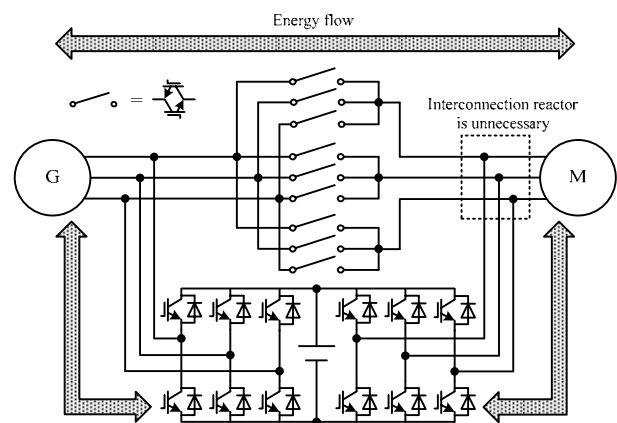 Energy flow
=
Interconnection reactor
is unnecessary
G
M